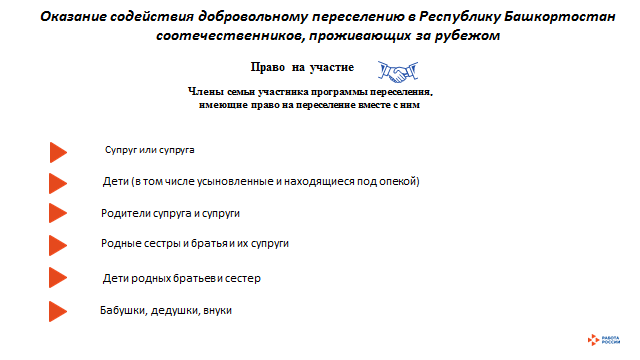 Оказание содействия добровольному переселению в Республику Башкортостан
соотечественников, проживающих за рубежом
Право на участие
Члены семьи участника программы переселения,
имеющие право на переселение вместе с ним
Супруг или супруга
Дети (в том числе усыновленные и находящиеся под опекой)
Родители супруга и супруги
Родные сестры и братья и их супруги
Дети родных братьев и сестер
Бабушки, дедушки, внуки
РАБОТА
РОССИИ